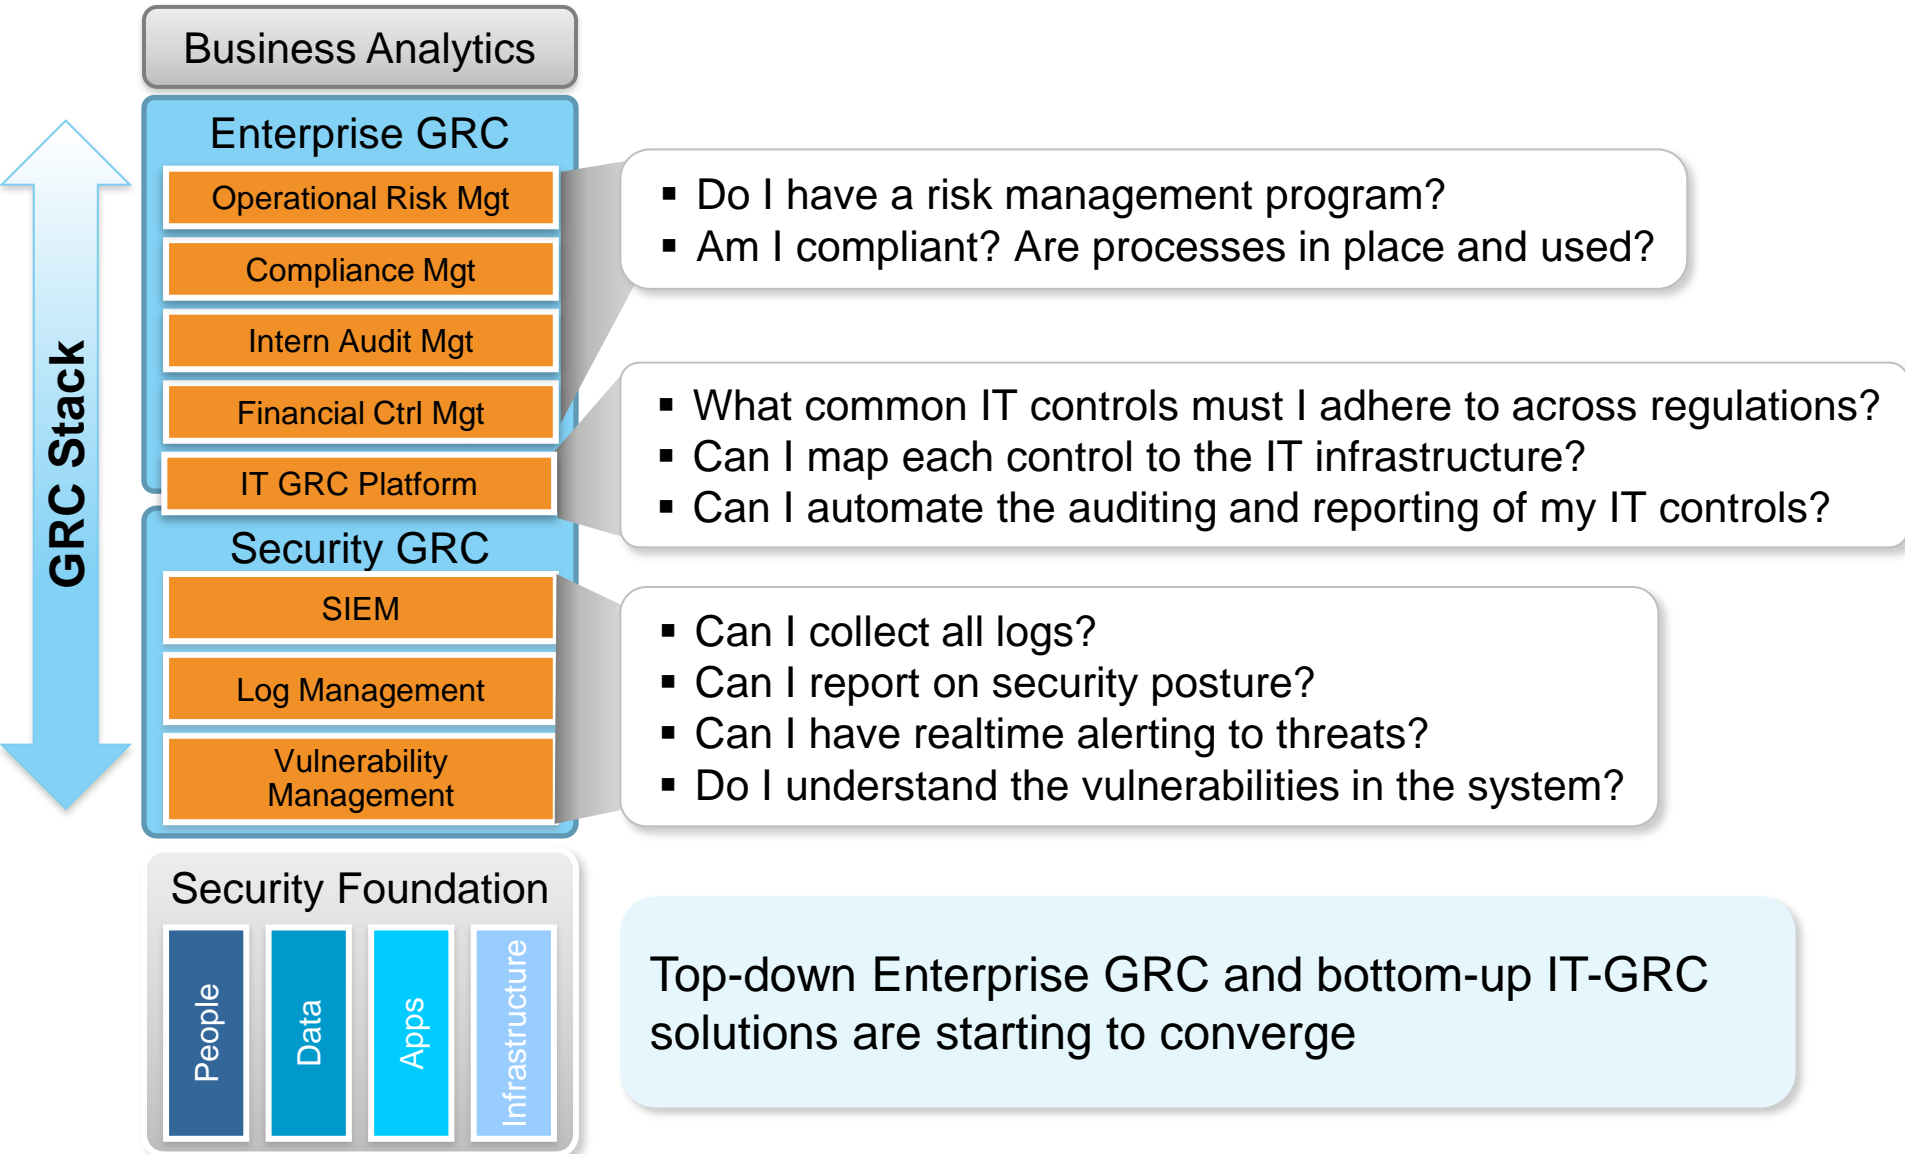 Business Analytics
Enterprise GRC
Operational Risk Mgt
Compliance Mgt
Intern Audit Mgt
Financial Ctrl Mgt
IT GRC Platform
Security GRC
SIEM
Log Management
Vulnerability
Management
GRC Stack
▪ Do I have a risk management program?
▪ Am I compliant? Are processes in place and used?
▪ What common IT controls must I adhere to across regulations?
▪ Can I map each control to the IT infrastructure?
▪ Can I automate the auditing and reporting of my IT controls?
▪ Can I collect all logs?
▪ Can I report on security posture?
▪ Can I have realtime alerting to threats?
▪ Do I understand the vulnerabilities in the system?
Security Foundation
People
Data
Apps
Infrastructure
Top-down Enterprise GRC and bottom-up IT-GRC
solutions are starting to converge